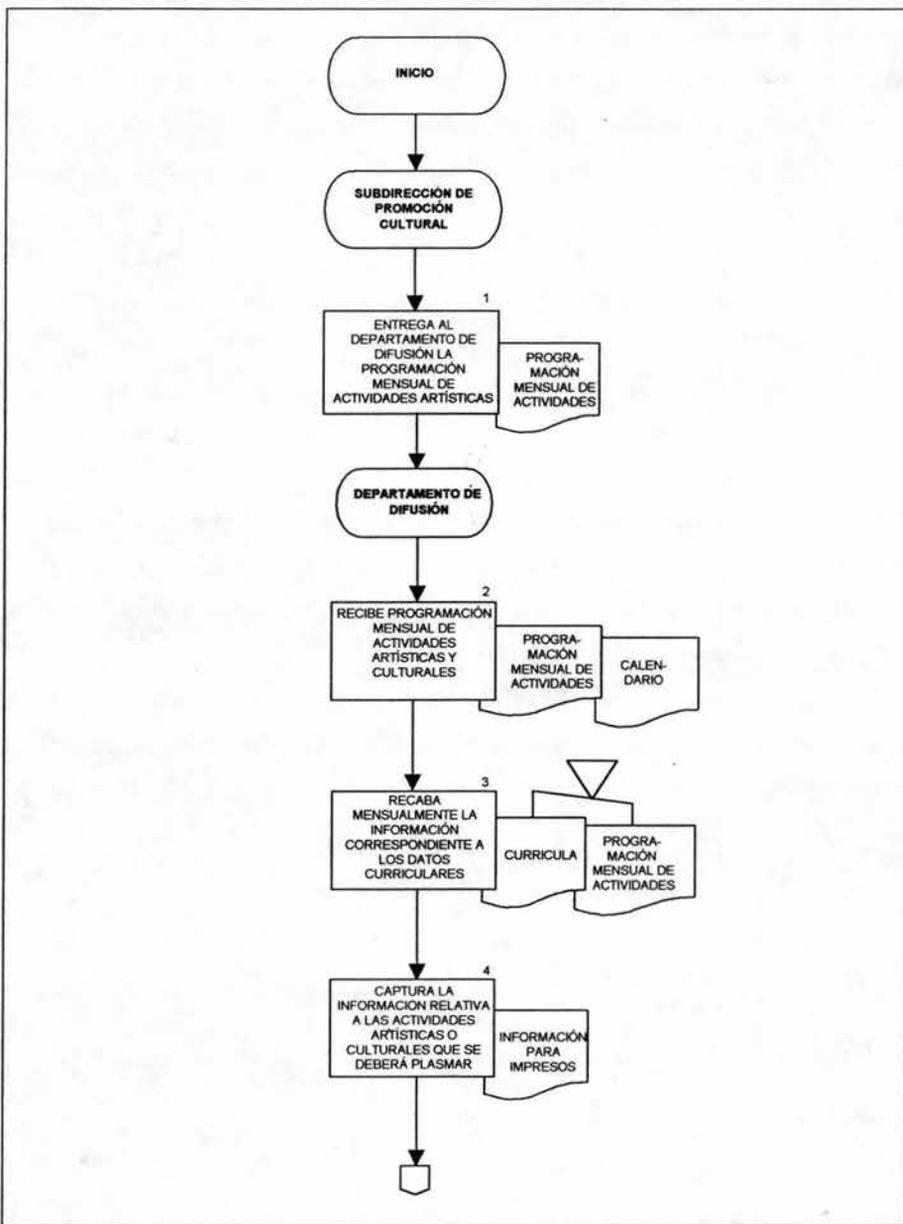 INICIO
SUBDIRECCIÓN DE
PROMOCIÓN
CULTURAL
1
ENTREGA AL
DEPARTAMENTO DE
DIFUSIÓN LA
PROGRAMACIÓN
MENSUAL DE
ACTIVIDADES ARTÍSTICAS
PROGRA-
MACIÓN
MENSUAL DE
ACTIVIDADES
DEPARTAMENTO DE
DIFUSIÓN
2
RECIBE PROGRAMACIÓN
MENSUAL DE
ACTIVIDADES
ARTÍSTICAS Y
CULTURALES
PROGRA-
MACIÓN
MENSUAL DE
ACTIVIDADES
CALEN-
DARIO
3
RECABA
MENSUALMENTE LA
INFORMACIÓN
CORRESPONDIENTE A
LOS DATOS
CURRICULARES
CURRICULA
PROGRA-
MACIÓN
MENSUAL DE
ACTIVIDADES
4
CAPTURA LA
INFORMACION RELATIVA
A LAS ACTIVIDADES
ARTÍSTICAS O
CULTURALES QUE SE
DEBERÁ PLASMAR
INFORMACIÓN
PARA
IMPRESOS